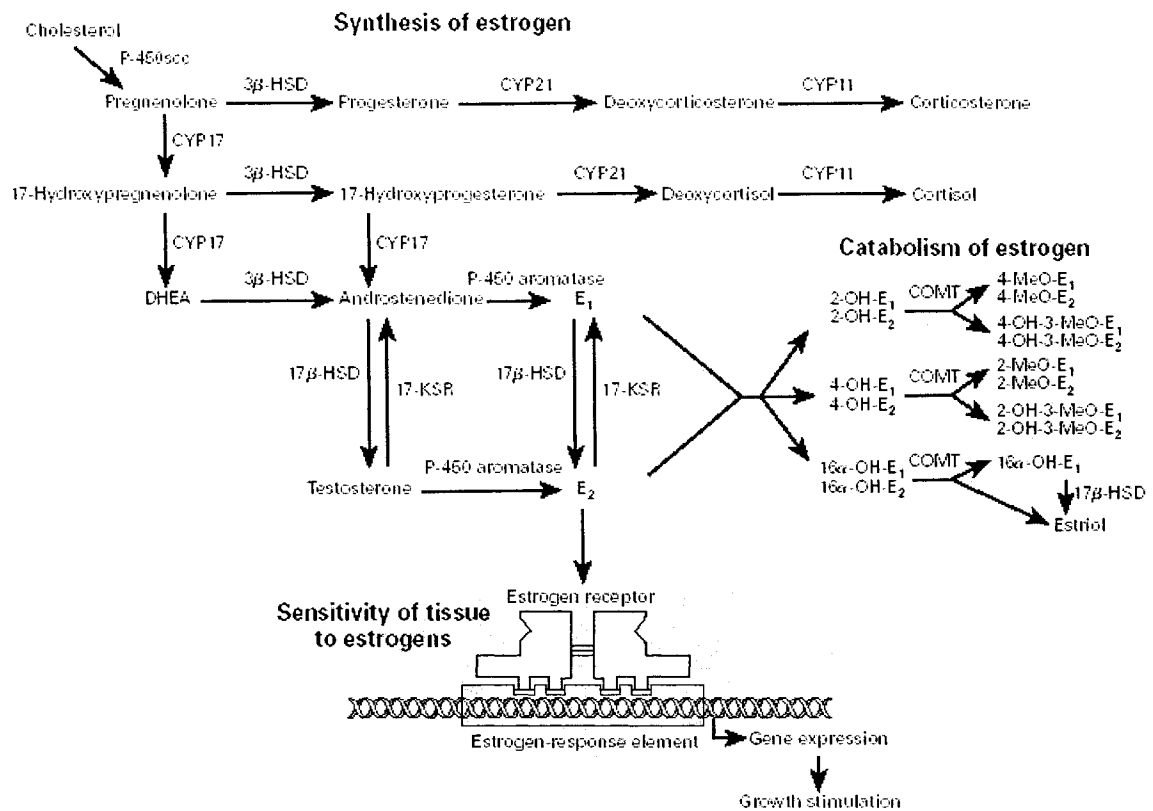 Synthesis of estrogen
Cholesterol
P-450scc
Pregnenolone
3β-HSD
Progesterone
CYP21
Deoxycorticosterone
CYP11
Corticosterone
CYP17
17-Hydroxypregnenolone
3β-HSD
17-Hydroxyprogesterone
CYP21
Deoxycortisol
CYP11
Cortisol
CYP17
CYP17
DHEA
3β-HSD
Androstenedione
P-450 aromatase
E1
17β-HSD
17-KSR
17β-HSD
17-KSR
Testosterone
P-450 aromatase
E2
Catabolism of estrogen
2-OH-E1
2-OH-E2
COMT
4-MeO-E1
4-MeO-E2
4-OH-3-MeO-E1
4-OH-3-MeO-E2
4-OH-E1
4-OH-E2
COMT
2-MeO-E1
2-MeO-E2
2-OH-3-MeO-E1
2-OH-3-MeO-E2
16α-OH-E1
16α-OH-E2
COMT
16α-OH-E1
17β-HSD
Estriol
Sensitivity of tissue
to estrogens
Estrogen receptor
Estrogen-response element
Gene expression
Growth stimulation